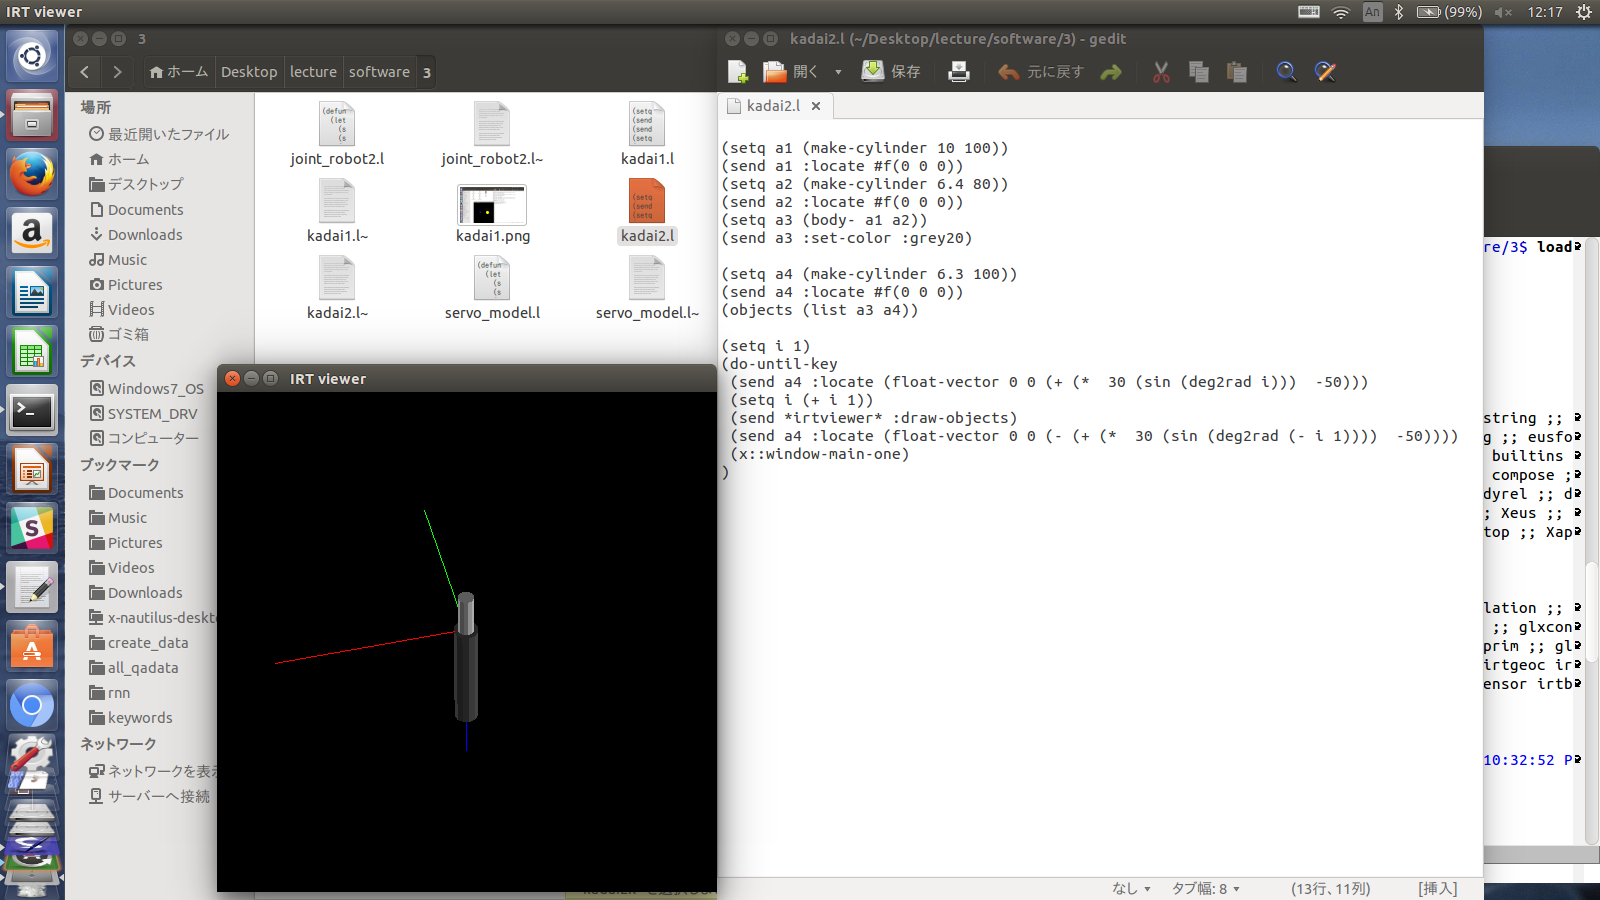 IRT viewer
An
(99%)
12:17
3
ホーム
Desktop
lecture
software
3
場所
最近開いたファイル
ホーム
デスクトップ
Documents
Downloads
Music
Pictures
Videos
ゴミ箱
デバイス
Windows7_OS
SYSTEM_DRV
コンピューター
ブックマーク
Documents
Music
Pictures
Videos
Downloads
x-nautilus-deskt
create_data
all_qadata
rnn
keywords
ネットワーク
ネットワークを表示
サーバーへ接続
joint_robot2.l
joint_robot2.l~
kadai1.l
kadai1.l~
kadai1.png
kadai2.l
kadai2.l~
servo_model.l
servo_model.l~
IRT viewer
kadai2.l (~/Desktop/lecture/software/3) - gedit
開く
保存
元に戻す
kadai2.l
(setq a1 (make-cylinder 10 100))
(send a1 :locate #f(0 0 0))
(setq a2 (make-cylinder 6.4 80))
(send a2 :locate #f(0 0 0))
(setq a3 (body- a1 a2))
(send a3 :set-color :grey20)
(setq a4 (make-cylinder 6.3 100))
(send a4 :locate #f(0 0 0))
(objects (list a3 a4))
(setq i 1)
(do-until-key
(send a4 :locate (float-vector 0 0 (+ (*  30 (sin (deg2rad i)))  -50)))
(setq i (+ i 1))
(send *irtviewer* :draw-objects)
(send a4 :locate (float-vector 0 0 (- (+ (*  30 (sin (deg2rad (- i 1))))  -50))))
(x::window-main-one)
)
なし
タブ幅: 8
(13行、11列)
[挿入]
re/3$ load
string ;;
g ;; eusfo
builtins
compose ;
dyrel ;; d
; Xeus ;;
top ;; Xap
lation ;;
;; glxcon
prim ;; gl
irtgeoc ir
ensor irtb
10:32:52 P